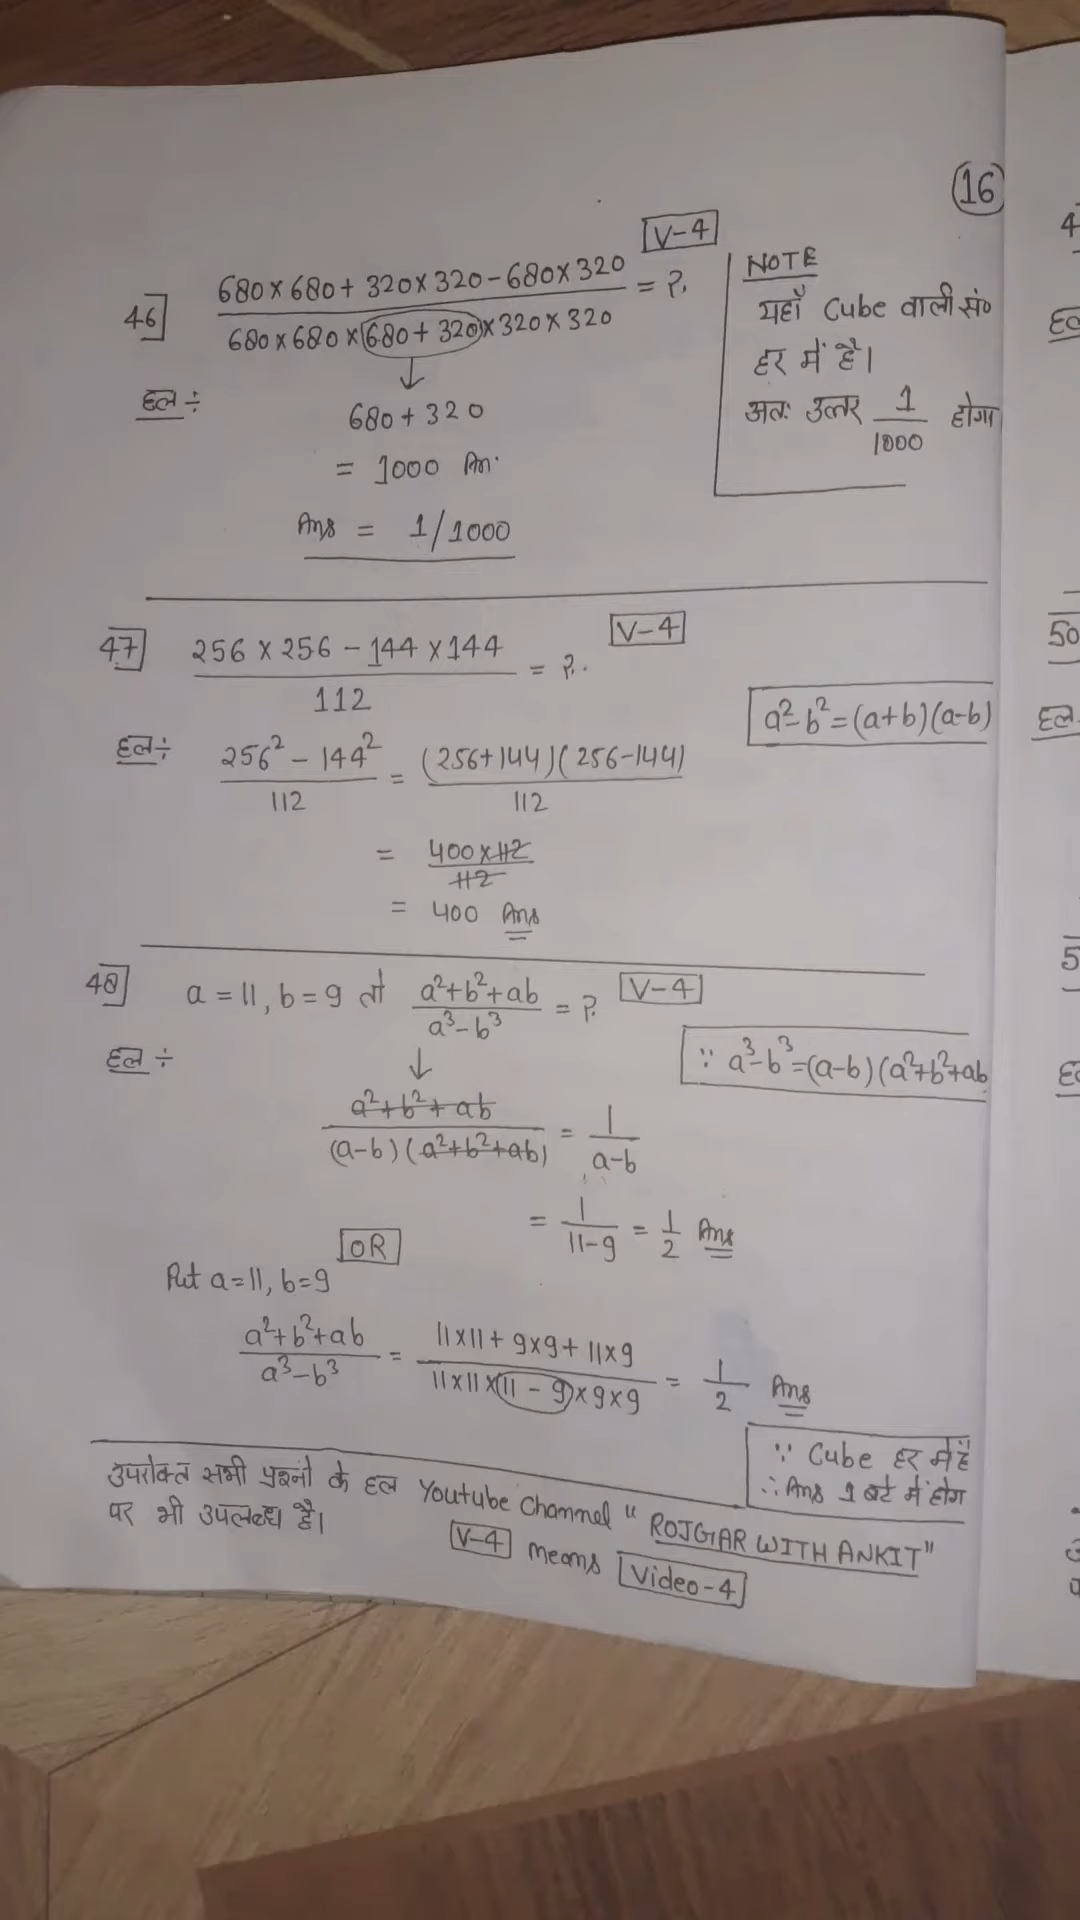 16
V-4
46] 680×680+320×320-680×320 / 680×680×(680+320)×320×320 = ?
NOTE
यहाँ Cube वाली सं०
हर में है।
अतः उत्तर 1/1000 होगा
हल ÷
↓
680+320
= 1000 An.
Ans = 1/1000
47] 256×256-144×144 / 112 = ?
V-4
a²-b²=(a+b)(a-b)
हल÷ 256²-144² / 112 = (256+144)(256-144) / 112
= 400×112 / 112
= 400 Ans
48] a=11, b=9 तो a²+b²+ab / a³-b³ = ?
V-4
हल ÷
∵ a³-b³=(a-b)(a²+b²+ab
↓
a²+b²+ab / (a-b)(a²+b²+ab) = 1/a-b
= 1/11-9 = 1/2 Ans
OR
Put a=11, b=9
a²+b²+ab / a³-b³ = 11×11+9×9+11×9 / 11×11×(11-9)×9×9 = 1/2 Ans
∵ Cube हर में है
∴ Ans 1 बटे में होग
उपरोक्त सभी प्रश्नों के हल Youtube Channel "ROJGAR WITH ANKIT"
पर भी उपलब्ध है।
V-4 means Video-4
4
हल
50
हल
5